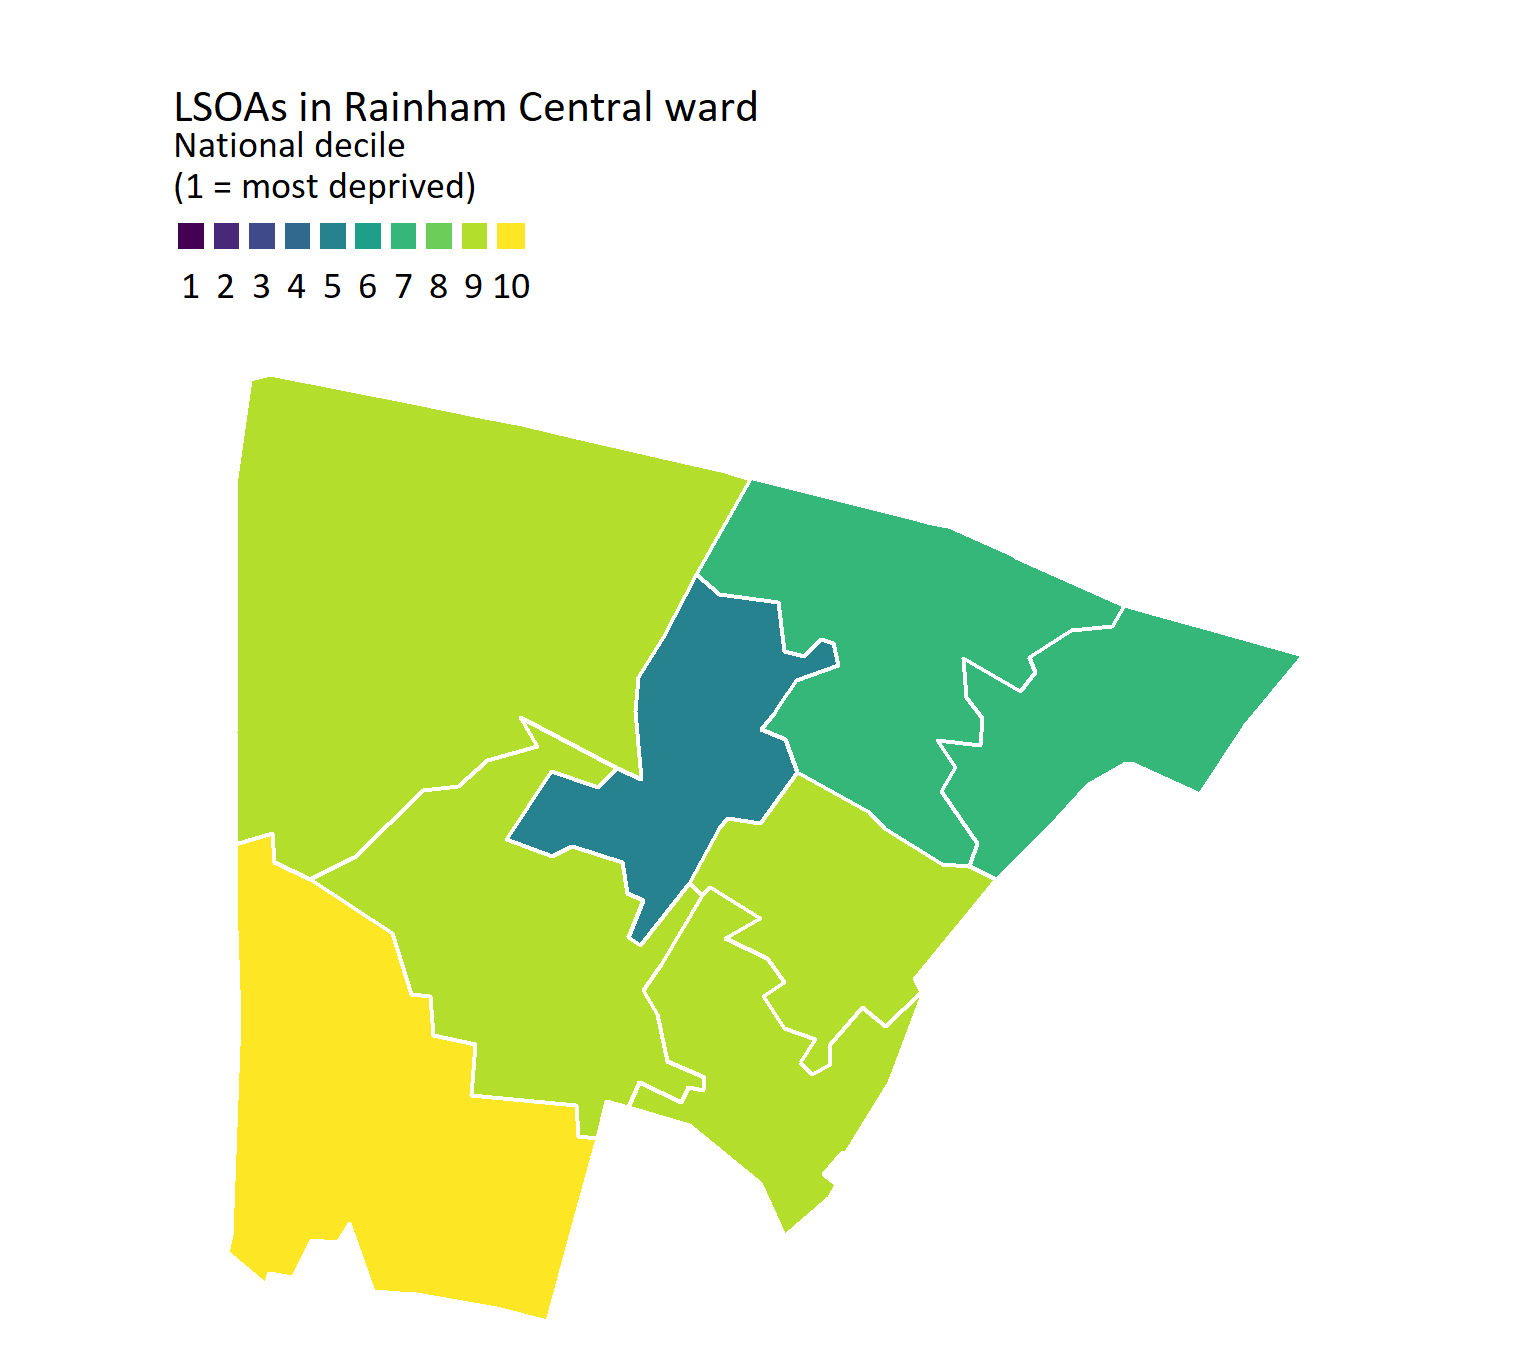 LSOAs in Rainham Central ward
National decile
(1 = most deprived)
1 2 3 4 5 6 7 8 9 10